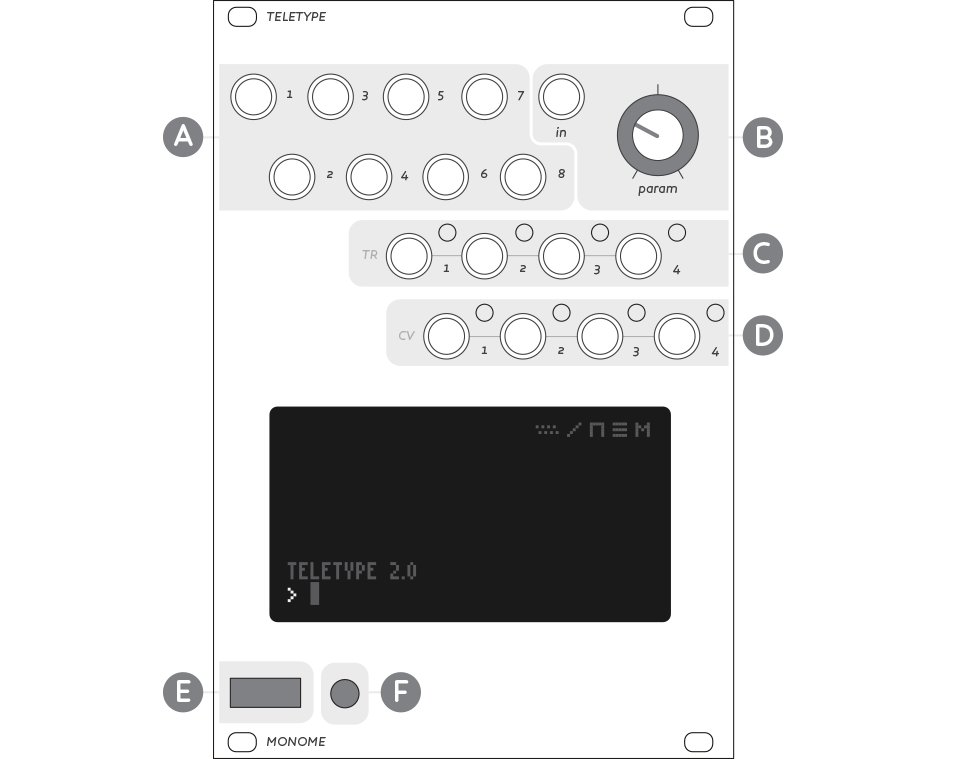 TELETYPE
1 3 5 7
in
A B
2 4 6 8
param
TR
C
1 2 3 4
CV
D
1 2 3 4
M
TELETYPE 2.0
>
E F
MONOME